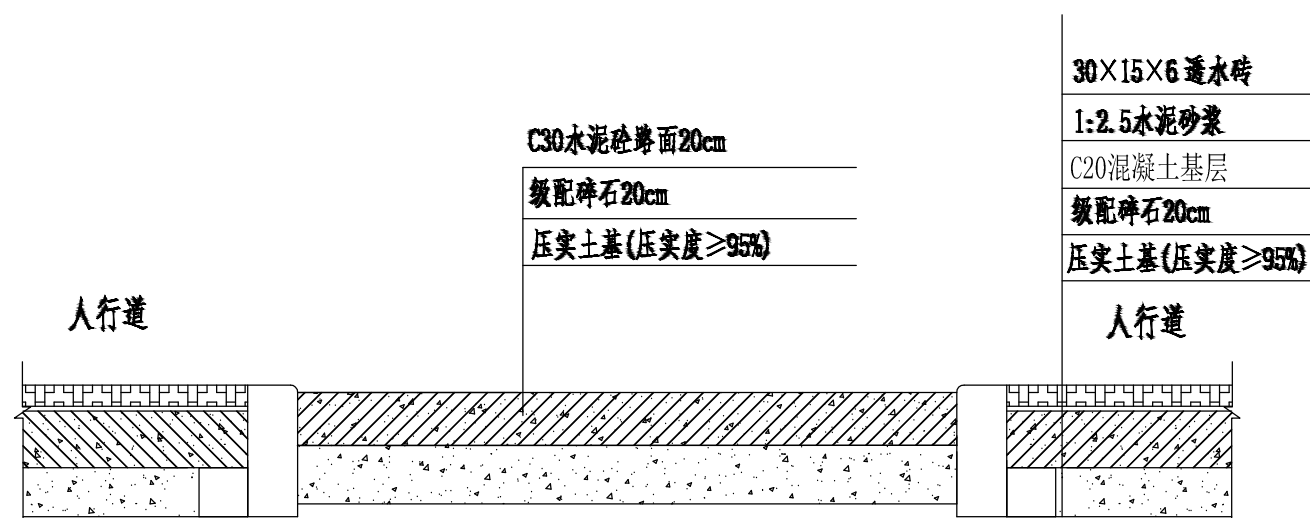 C30水泥砼路面20cm
级配碎石20cm
压实土基(压实度≥95%)
30×15×6透水砖
1:2.5水泥砂浆
C20混凝土基层
级配碎石20cm
压实土基(压实度≥95%)
人行道
人行道